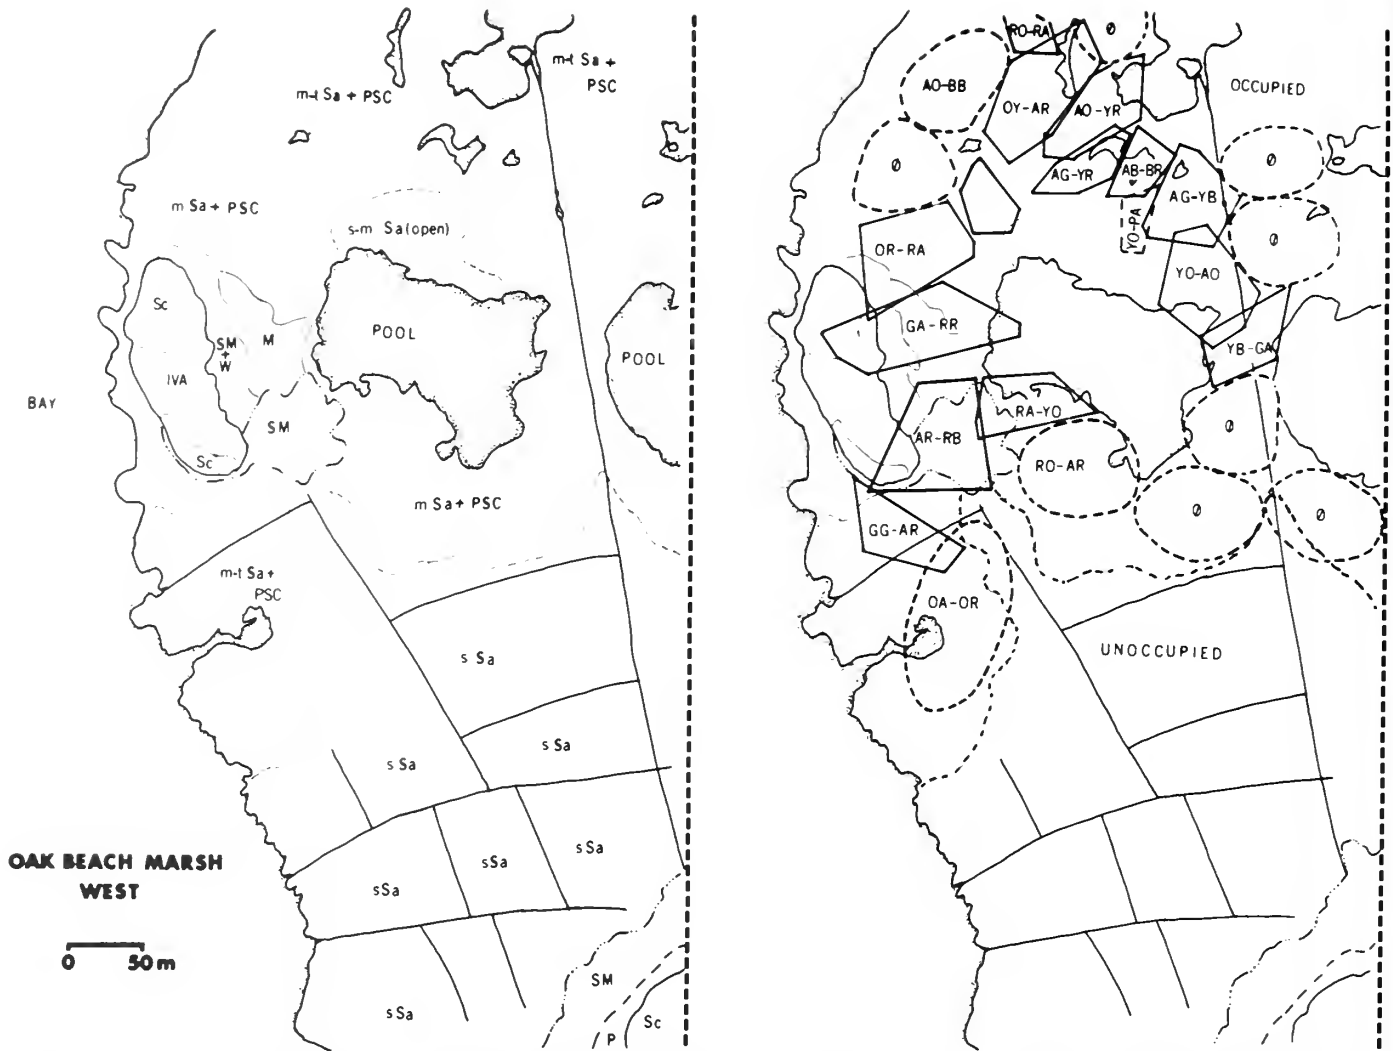 m-t Sa +
PSC
m-t Sa + PSC
m Sa + PSC
s-m Sa (open)
Sc
SM
+
W
M
POOL
POOL
IVA
BAY
SM
Sc
m Sa + PSC
m-t Sa +
PSC
s Sa
s Sa
s Sa
s Sa
sSa
sSa
OAK BEACH MARSH
WEST
0 50 m
SM
Sc
P
sSa
RO-RA
Ø
AO-BB
OY-AR
AO-YR
OCCUPIED
Ø
Ø
AG-YR
AB-BR
AG-YB
YO-PA
Ø
OR-RA
YO-AO
GA-RR
YB-GA
RA-YO
AR-RB
Ø
RO-AR
GG-AR
Ø
Ø
OA-OR
UNOCCUPIED